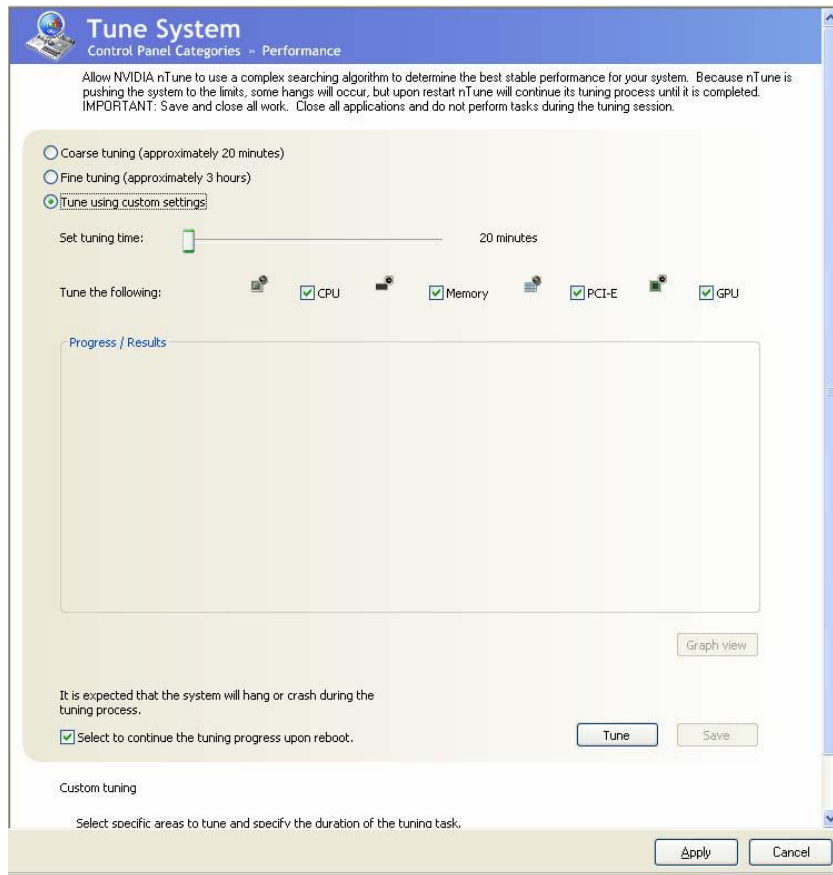 Tune System
Control Panel Categories » Performance
Allow NVIDIA nTune to use a complex searching algorithm to determine the best stable performance for your system. Because nTune is
pushing the system to the limits, some hangs will occur, but upon restart nTune will continue its tuning process until it is completed.
IMPORTANT: Save and close all work. Close all applications and do not perform tasks during the tuning session.
Coarse tuning (approximately 20 minutes)
Fine tuning (approximately 3 hours)
Tune using custom settings
Set tuning time: 20 minutes
Tune the following: CPU Memory PCI-E GPU
Progress / Results
Graph view
It is expected that the system will hang or crash during the
tuning process.
Select to continue the tuning progress upon reboot. Tune Save
Custom tuning
Select specific areas to tune and specify the duration of the tuning task.
Apply Cancel